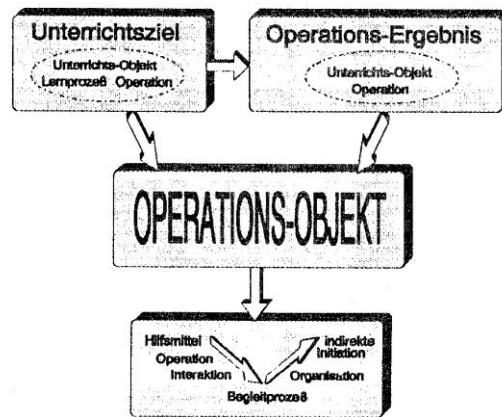 Unterrichtsziel
Unterrichts-Objekt
Lernprozeß Operation
Operations-Ergebnis
Unterrichts-Objekt
Operation
OPERATIONS-OBJEKT
Hilfsmittel
Operation
Interaktion
Begleitprozeß
indirekte
Initiation
Organisation